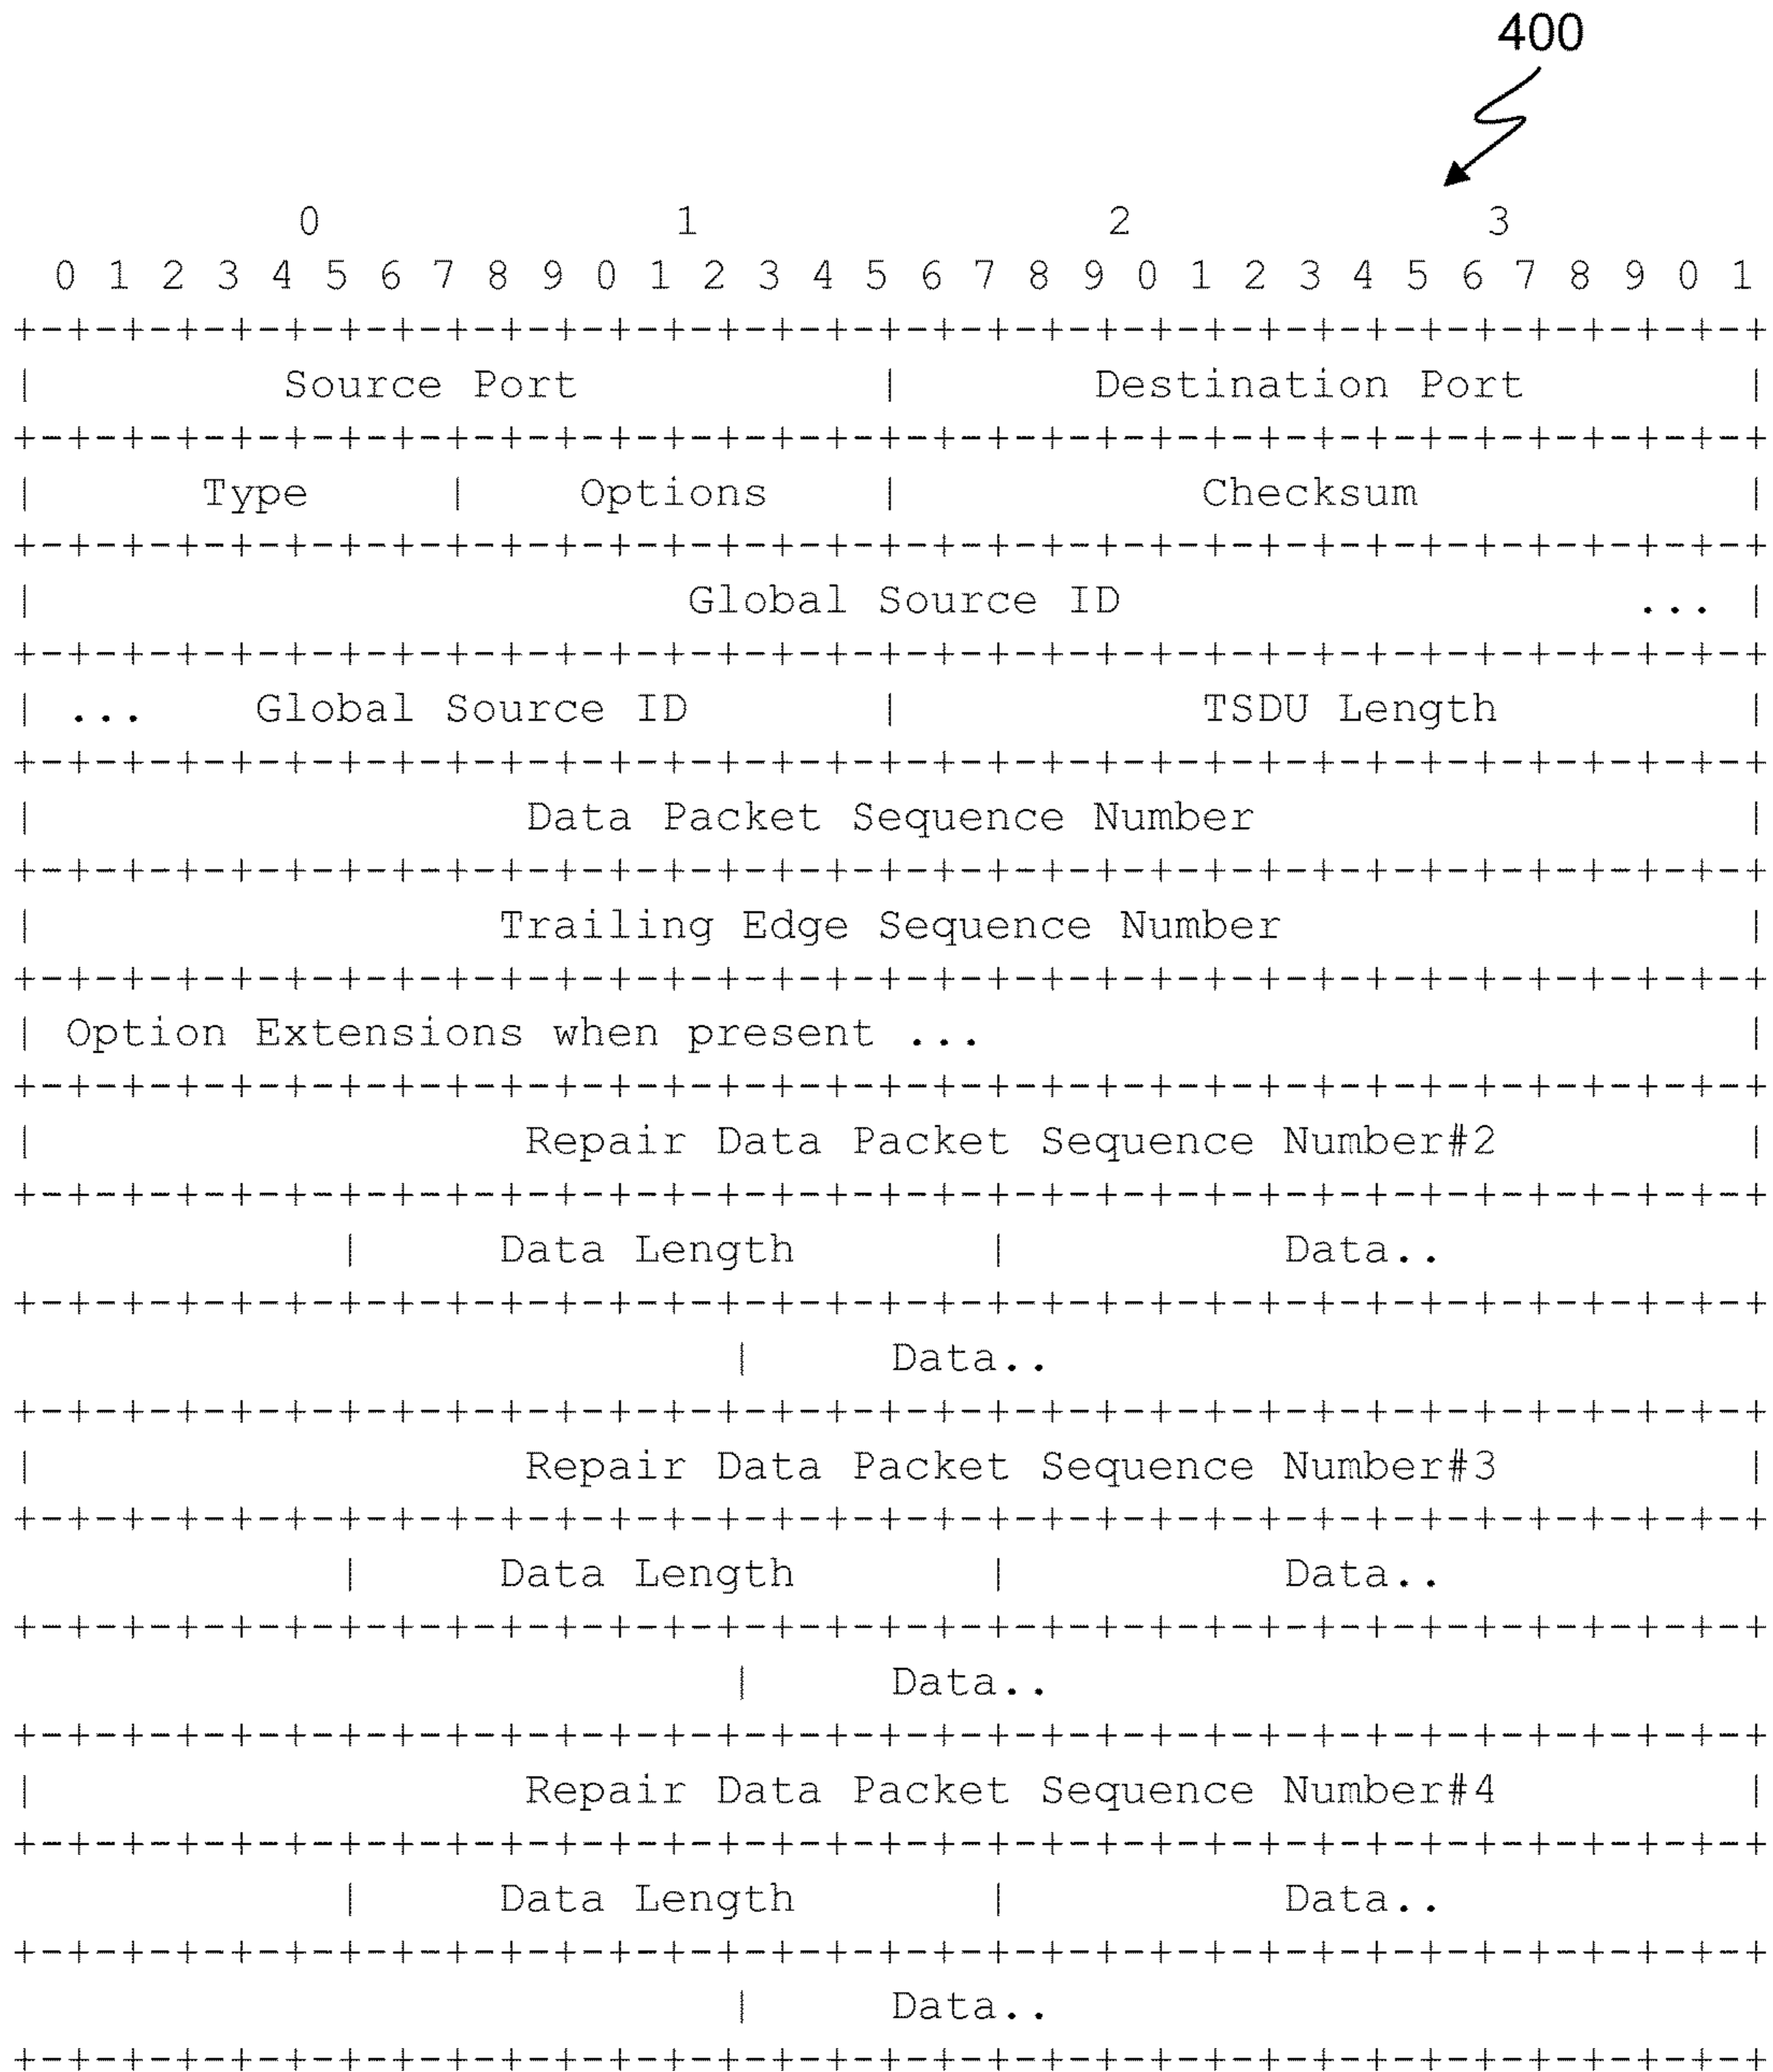 400
0 1 2 3
0 1 2 3 4 5 6 7 8 9 0 1 2 3 4 5 6 7 8 9 0 1 2 3 4 5 6 7 8 9 0 1
+-+-+-+-+-+-+-+-+-+-+-+-+-+-+-+-+-+-+-+-+-+-+-+-+-+-+-+-+-+-+-+-+
| Source Port | Destination Port |
+-+-+-+-+-+-+-+-+-+-+-+-+-+-+-+-+-+-+-+-+-+-+-+-+-+-+-+-+-+-+-+-+
| Type | Options | Checksum |
+-+-+-+-+-+-+-+-+-+-+-+-+-+-+-+-+-+-+-+-+-+-+-+-+-+-+-+-+-+-+-+-+
| Global Source ID ... |
+-+-+-+-+-+-+-+-+-+-+-+-+-+-+-+-+-+-+-+-+-+-+-+-+-+-+-+-+-+-+-+-+
| ... Global Source ID | TSDU Length |
+-+-+-+-+-+-+-+-+-+-+-+-+-+-+-+-+-+-+-+-+-+-+-+-+-+-+-+-+-+-+-+-+
| Data Packet Sequence Number |
+-+-+-+-+-+-+-+-+-+-+-+-+-+-+-+-+-+-+-+-+-+-+-+-+-+-+-+-+-+-+-+-+
| Trailing Edge Sequence Number |
+-+-+-+-+-+-+-+-+-+-+-+-+-+-+-+-+-+-+-+-+-+-+-+-+-+-+-+-+-+-+-+-+
| Option Extensions when present ... |
+-+-+-+-+-+-+-+-+-+-+-+-+-+-+-+-+-+-+-+-+-+-+-+-+-+-+-+-+-+-+-+-+
| Repair Data Packet Sequence Number#2 |
+-+-+-+-+-+-+-+-+-+-+-+-+-+-+-+-+-+-+-+-+-+-+-+-+-+-+-+-+-+-+-+-+
| Data Length | Data..
+-+-+-+-+-+-+-+-+-+-+-+-+-+-+-+-+-+-+-+-+-+-+-+-+-+-+-+-+-+-+-+-+
| Data..
+-+-+-+-+-+-+-+-+-+-+-+-+-+-+-+-+-+-+-+-+-+-+-+-+-+-+-+-+-+-+-+-+
| Repair Data Packet Sequence Number#3 |
+-+-+-+-+-+-+-+-+-+-+-+-+-+-+-+-+-+-+-+-+-+-+-+-+-+-+-+-+-+-+-+-+
| Data Length | Data..
+-+-+-+-+-+-+-+-+-+-+-+-+-+-+-+-+-+-+-+-+-+-+-+-+-+-+-+-+-+-+-+-+
| Data..
+-+-+-+-+-+-+-+-+-+-+-+-+-+-+-+-+-+-+-+-+-+-+-+-+-+-+-+-+-+-+-+-+
| Repair Data Packet Sequence Number#4 |
+-+-+-+-+-+-+-+-+-+-+-+-+-+-+-+-+-+-+-+-+-+-+-+-+-+-+-+-+-+-+-+-+
| Data Length | Data..
+-+-+-+-+-+-+-+-+-+-+-+-+-+-+-+-+-+-+-+-+-+-+-+-+-+-+-+-+-+-+-+-+
| Data..
+-+-+-+-+-+-+-+-+-+-+-+-+-+-+-+-+-+-+-+-+-+-+-+-+-+-+-+-+-+-+-+-+